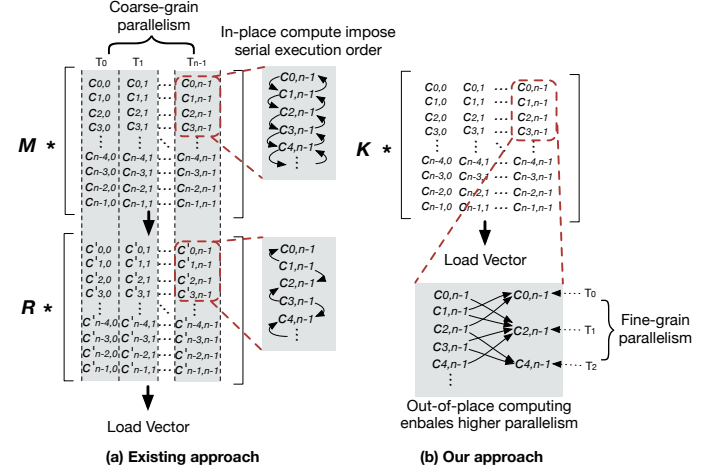 Coarse-grain
parallelism
In-place compute impose
serial execution order
T0 T1 Tn-1
M *
C0,0 C0,1 ····· C0,n-1
C1,0 C1,1 ····· C1,n-1
C2,0 C2,1 ····· C2,n-1
C3,0 C3,1 ····· C3,n-1
Cn-4,0 Cn-4,1 ···· Cn-4,n-1
Cn-3,0 Cn-3,1 ···· Cn-3,n-1
Cn-2,0 Cn-2,1 ···· Cn-2,n-1
Cn-1,0 Cn-1,1 ···· Cn-1,n-1
C0,n-1
C1,n-1
C2,n-1
C3,n-1
C4,n-1
R *
C'0,0 C'0,1 ···· C'0,n-1
C'1,0 C'1,1 ···· C'1,n-1
C'2,0 C'2,1 ···· C'2,n-1
C'3,0 C'3,1 ···· C'3,n-1
C'n-4,0 C'n-4,1 ···· C'n-4,n-1
C'n-3,0 C'n-3,1 ···· C'n-3,n-1
C'n-2,0 C'n-2,1 ···· C'n-2,n-1
C'n-1,0 C'n-1,1 ···· C'n-1,n-1
C0,n-1
C1,n-1
C2,n-1
C3,n-1
C4,n-1
Load Vector
(a) Existing approach
K *
C0,0 C0,1 ···· C0,n-1
C1,0 C1,1 ···· C1,n-1
C2,0 C2,1 ···· C2,n-1
C3,0 C3,1 ···· C3,n-1
Cn-4,0 Cn-4,1 ···· Cn-4,n-1
Cn-3,0 Cn-3,1 ···· Cn-3,n-1
Cn-2,0 Cn-2,1 ···· Cn-2,n-1
Cn-1,0 Cn-1,1 ···· Cn-1,n-1
Load Vector
C0,n-1 C0,n-1 T0
C1,n-1
C2,n-1 C2,n-1 T1
C3,n-1
C4,n-1 C4,n-1 T2
Fine-grain
parallelism
Out-of-place computing
enbales higher parallelism
(b) Our approach